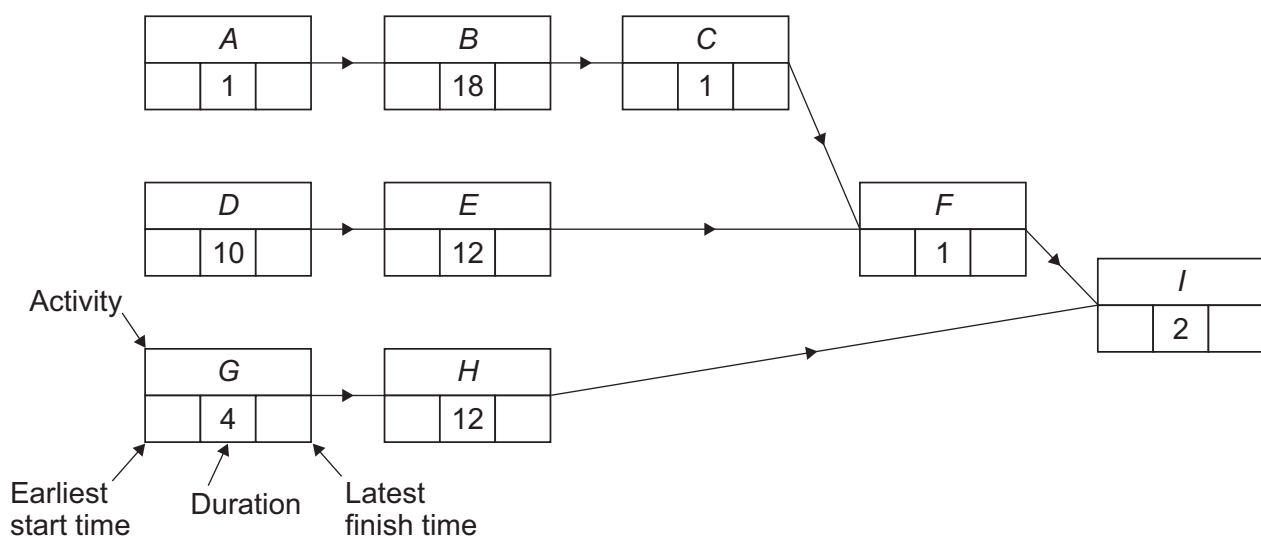 A B C
1 18 1
D E F
10 12 1
I
2
Activity
G H
4 12
Earliest
start time
Duration
Latest
finish time